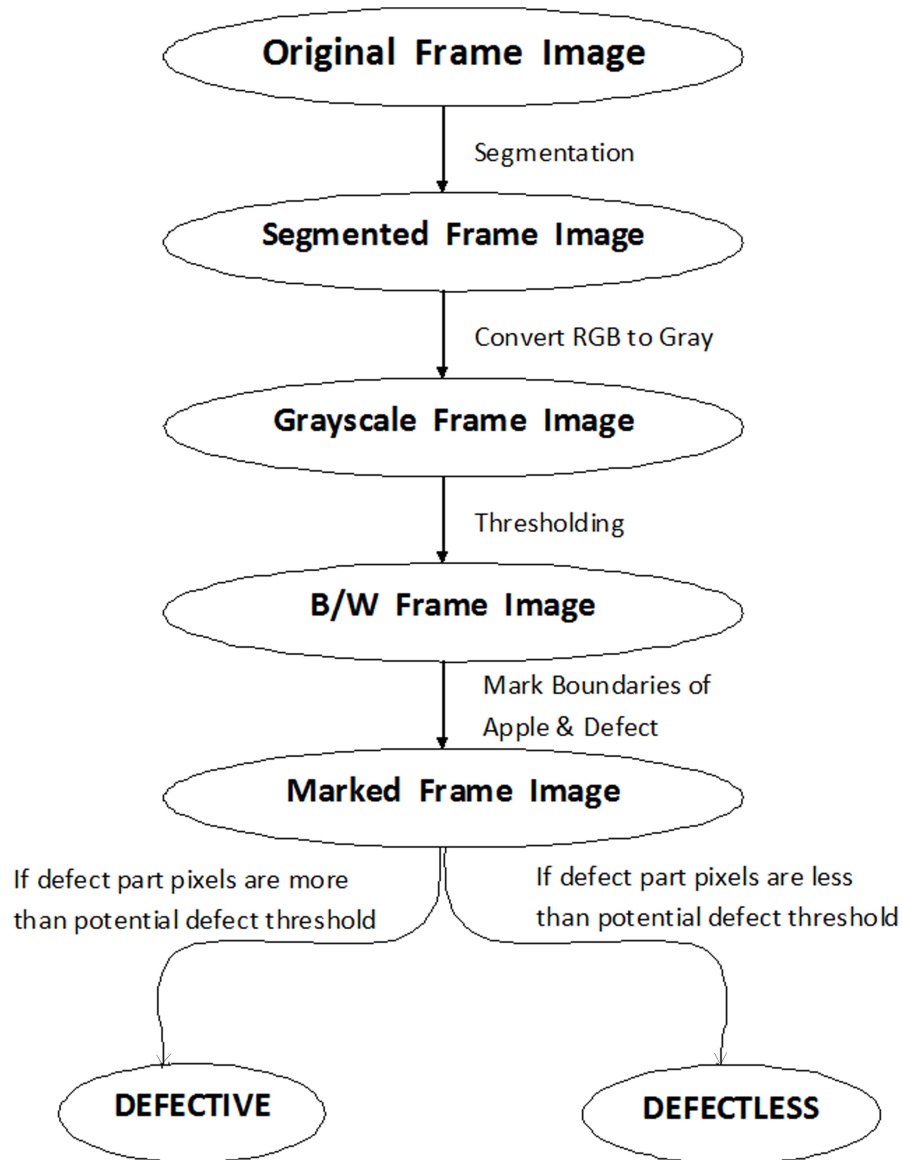 Original Frame Image
Segmentation
Segmented Frame Image
Convert RGB to Gray
Grayscale Frame Image
Thresholding
B/W Frame Image
Mark Boundaries of
Apple & Defect
Marked Frame Image
If defect part pixels are more
than potential defect threshold
If defect part pixels are less
than potential defect threshold
DEFECTIVE
DEFECTLESS